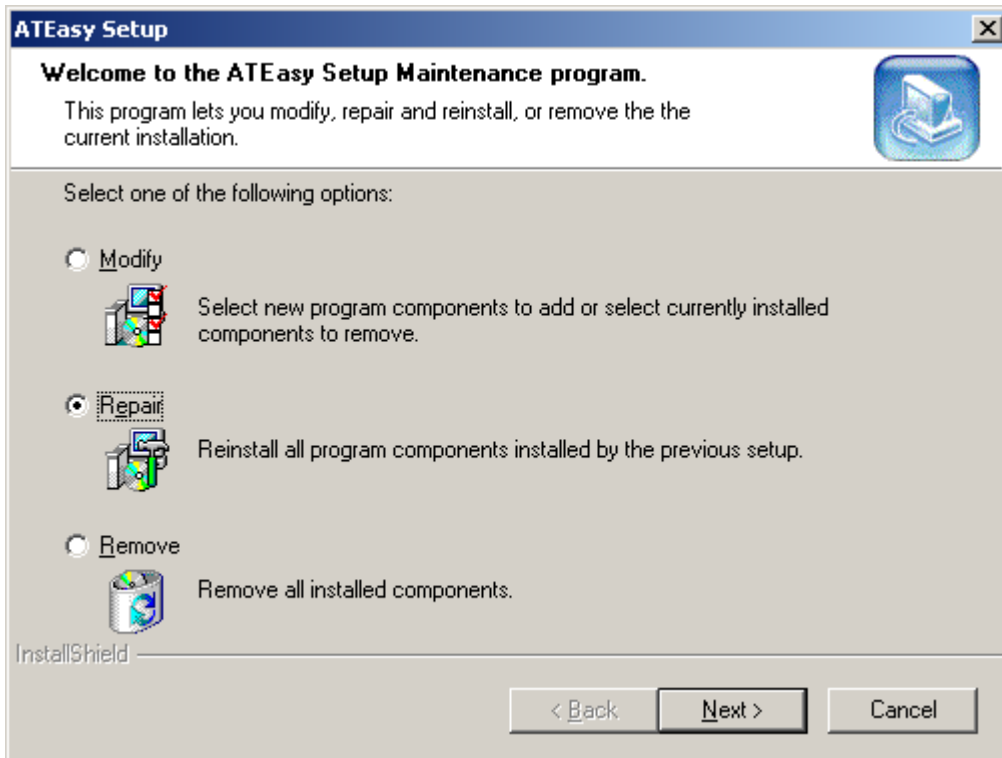 ATEasy Setup
Welcome to the ATEasy Setup Maintenance program.
This program lets you modify, repair and reinstall, or remove the the
current installation.
Select one of the following options:
Modify
Select new program components to add or select currently installed
components to remove.
Repair
Reinstall all program components installed by the previous setup.
Remove
Remove all installed components.
InstallShield
< Back
Next >
Cancel